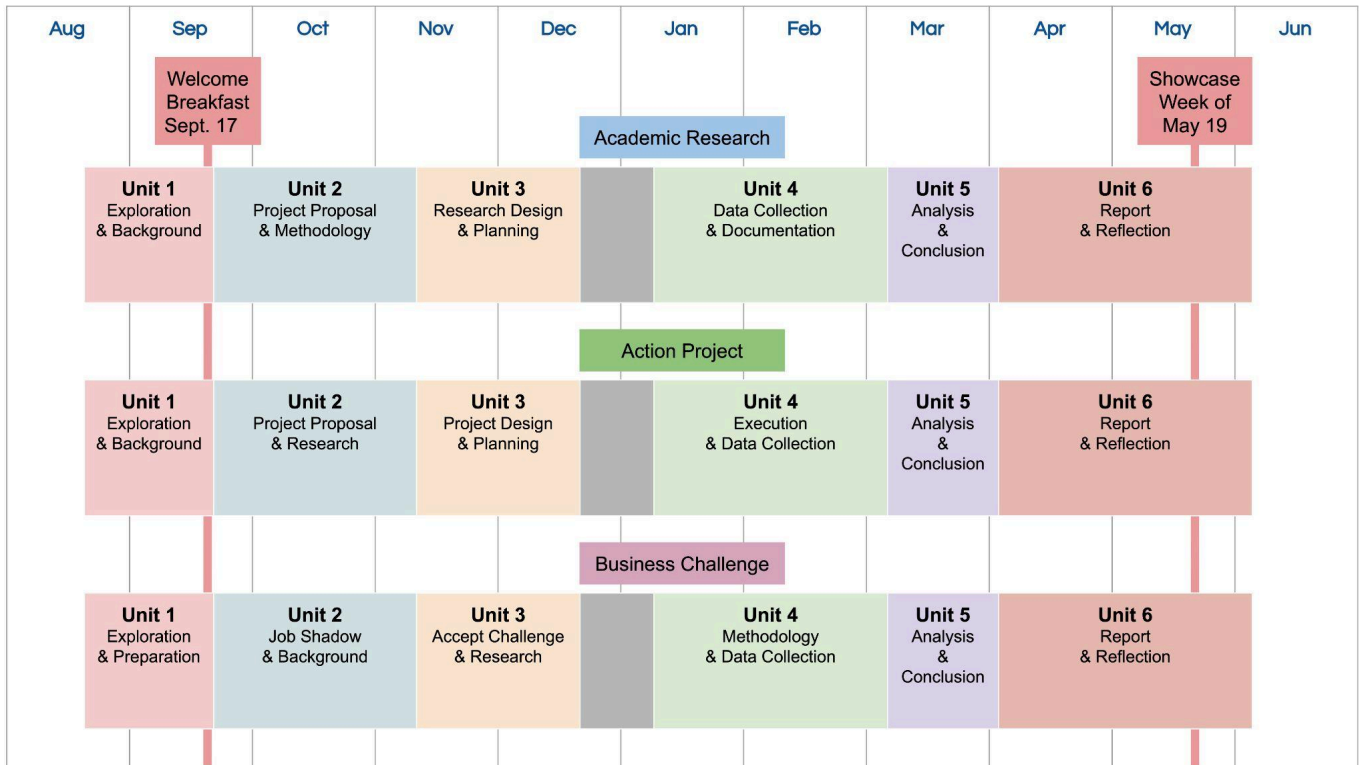 Aug Sep Oct Nov Dec Jan Feb Mar Apr May Jun
Welcome
Breakfast
Sept. 17
Showcase
Week of
May 19
Academic Research
Unit 1
Exploration
& Background
Unit 2
Project Proposal
& Methodology
Unit 3
Research Design
& Planning
Unit 4
Data Collection
& Documentation
Unit 5
Analysis
&
Conclusion
Unit 6
Report
& Reflection
Action Project
Unit 1
Exploration
& Background
Unit 2
Project Proposal
& Research
Unit 3
Project Design
& Planning
Unit 4
Execution
& Data Collection
Unit 5
Analysis
&
Conclusion
Unit 6
Report
& Reflection
Business Challenge
Unit 1
Exploration
& Preparation
Unit 2
Job Shadow
& Background
Unit 3
Accept Challenge
& Research
Unit 4
Methodology
& Data Collection
Unit 5
Analysis
&
Conclusion
Unit 6
Report
& Reflection